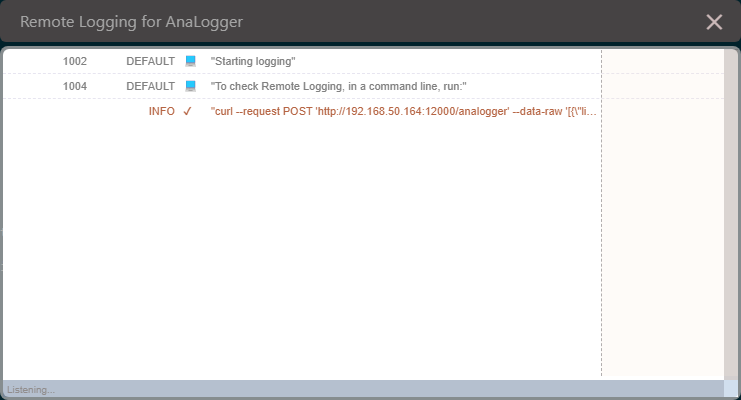 Remote Logging for AnaLogger
1002 DEFAULT "Starting logging"
1004 DEFAULT "To check Remote Logging, in a command line, run:"
INFO ✓ "curl --request POST 'http://192.168.50.164:12000/analogger' --data-raw '[{\"li...
Listening...